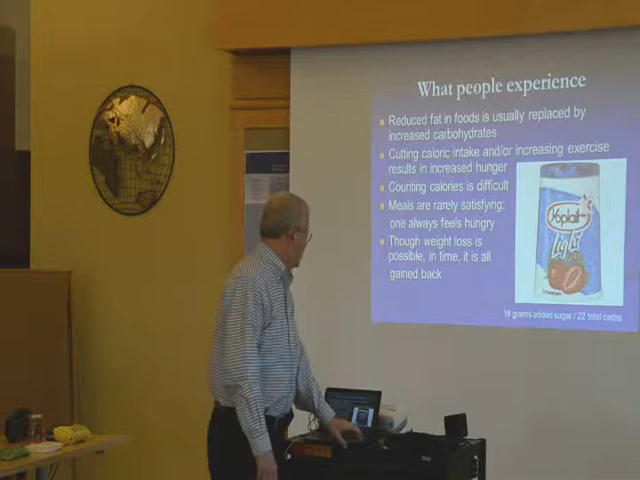 What people experience
Reduced fat in foods is usually replaced by
increased carbohydrates
Cutting caloric intake and/or increasing exercise
results in increased hunger
Counting calories is difficult
Meals are rarely satisfying;
one always feels hungry
Though weight loss is
possible, in time, it is all
gained back
Yoplait
Light
18 grams added sugar / 22 total carbs